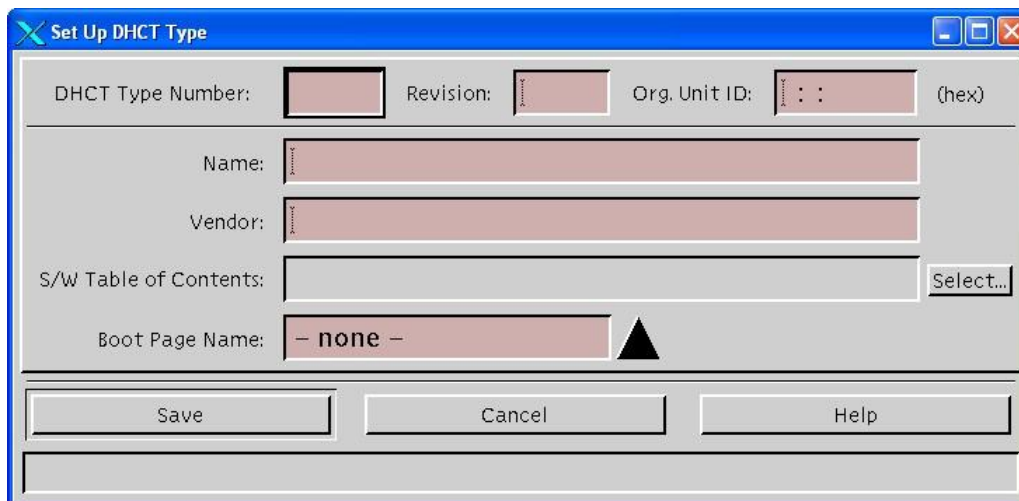 Set Up DHCT Type
DHCT Type Number: Revision: Org. Unit ID: : : (hex)
Name:
Vendor:
S/W Table of Contents: Select...
Boot Page Name: – none –
Save Cancel Help